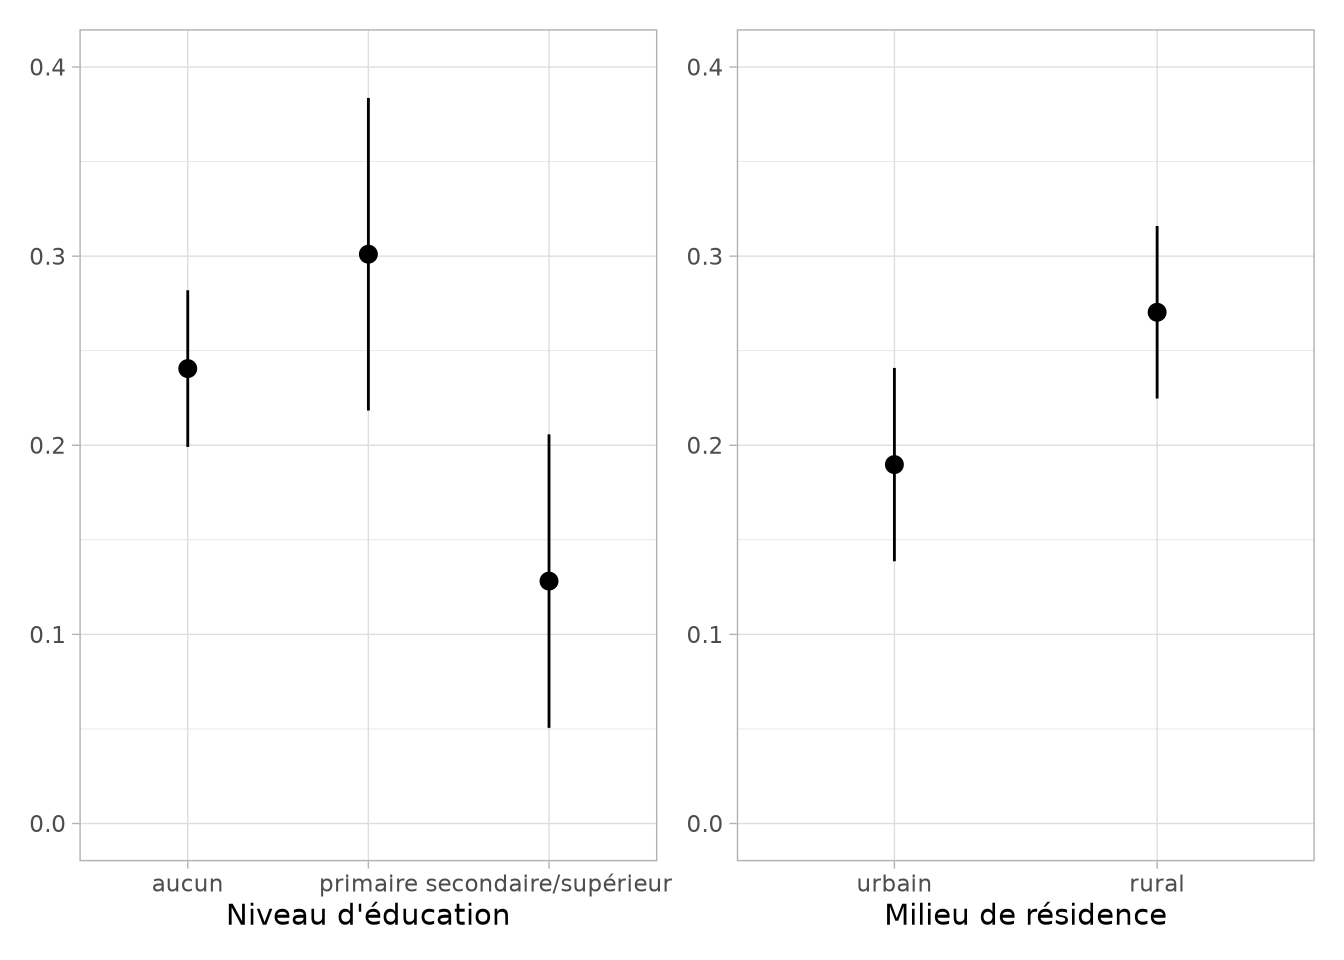 0.4
0.3
0.2
0.1
0.0
aucun primaire secondaire/supérieur
Niveau d'éducation
0.4
0.3
0.2
0.1
0.0
urbain rural
Milieu de résidence